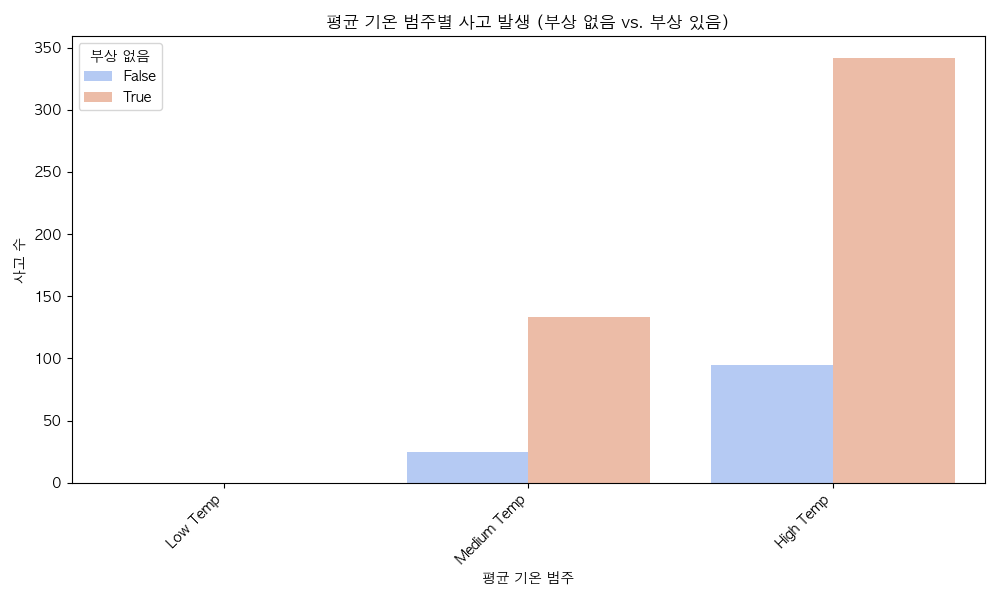 평균 기온 범주별 사고 발생 (부상 없음 vs. 부상 있음)
부상 없음
False
True
사고 수
350
300
250
200
150
100
50
0
Low Temp
Medium Temp
High Temp
평균 기온 범주